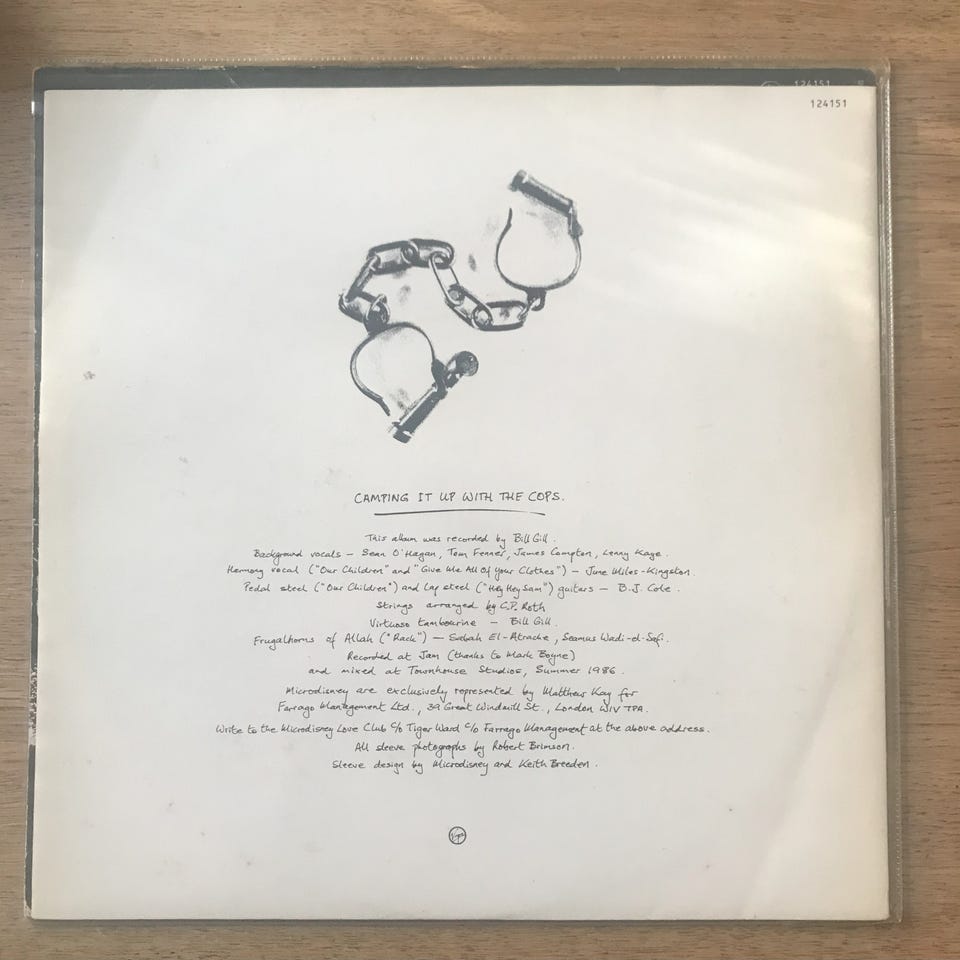 124151
124151
CAMPING IT UP WITH THE COPS.
This album was recorded by Bill Gill.
Background vocals - Sean O'Hagan, Tom Fenner, James Compton, Lenny Kaye.
Harmony vocal ("Our Children" and "Give Me All Of Your Clothes") - June Miles-Kingston.
Pedal steel ("Our Children") and Lap steel ("Hey Hey Sam") guitars - B.J. Cole.
Strings arranged by C.P. Roth
Virtuoso tambourine - Bill Gill.
Frugalhorns of Allah ("Rack") - Sabah El-Atrache, Seamus Wadi-el-Safi.
Recorded at Jam (thanks to Mark Boyne)
and mixed at Townhouse Studios, Summer 1986.
Microdisney are exclusively represented by Matthew Kay for
Farrago Management Ltd., 39 Great Windmill St., London W1V 7PA.
Write to the Microdisney Love Club c/o Tiger Ward c/o Farrago Management at the above address.
All sleeve photographs by Robert Brimson.
Sleeve design by Microdisney and Keith Breeden.
Virgin